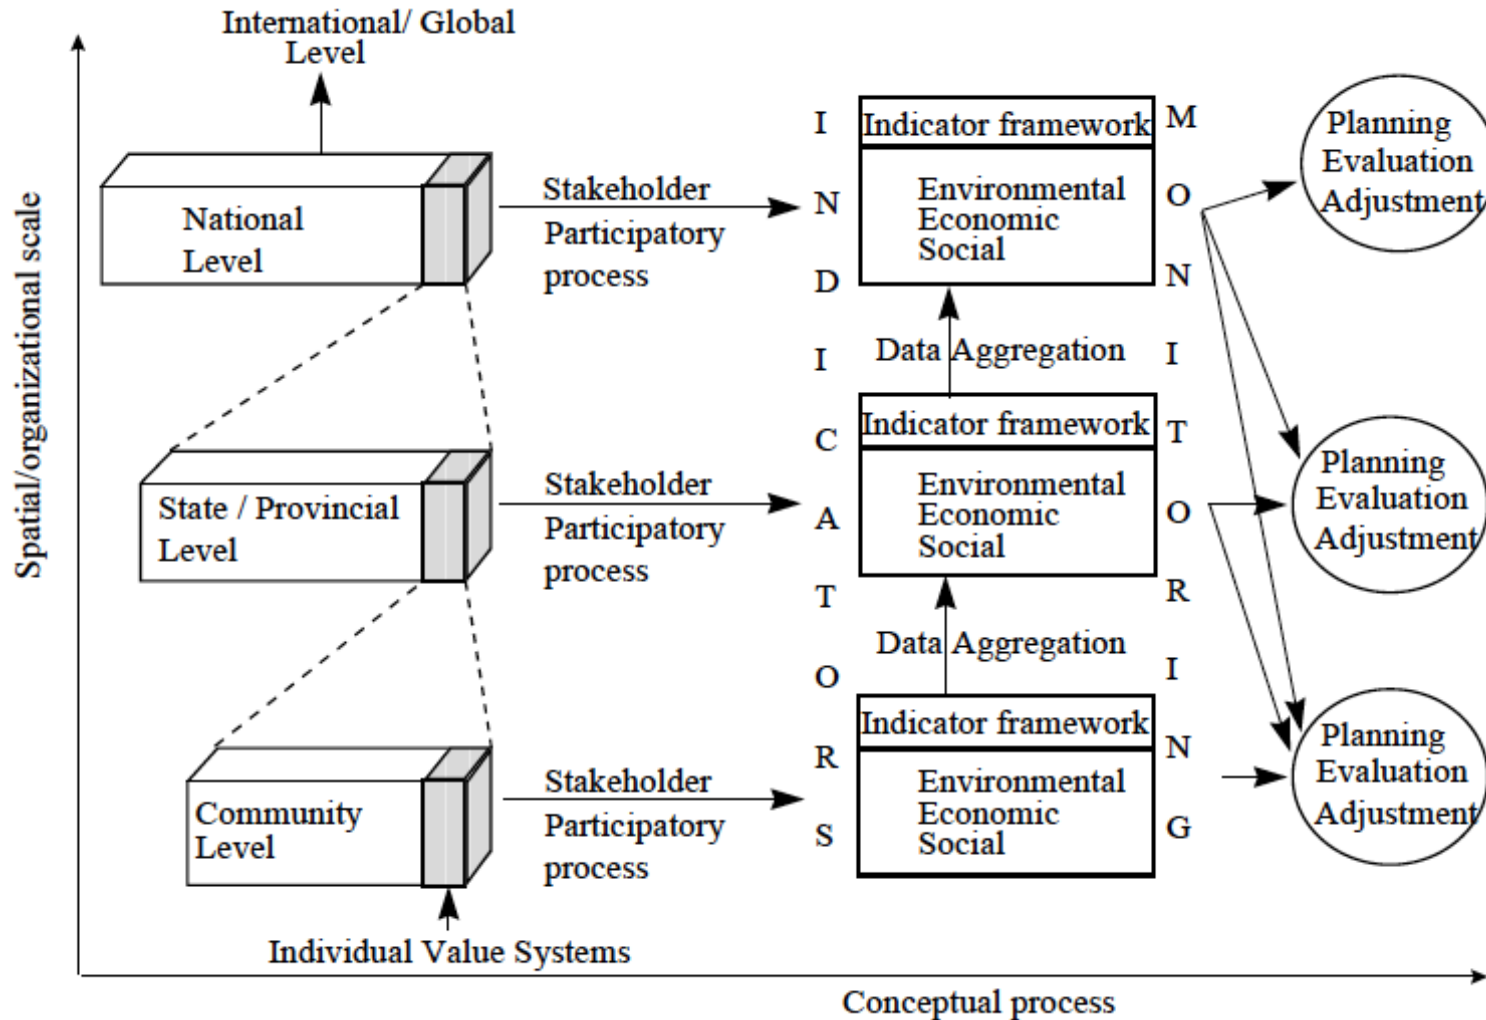 International/ Global
Level
Spatial/organizational scale
National
Level
Stakeholder
Participatory
process
State / Provincial
Level
Stakeholder
Participatory
process
Community
Level
Stakeholder
Participatory
process
Individual Value Systems
INDICATORS
Indicator framework
Environmental
Economic
Social
Data Aggregation
Indicator framework
Environmental
Economic
Social
Data Aggregation
Indicator framework
Environmental
Economic
Social
MONITORING
Planning
Evaluation
Adjustment
Planning
Evaluation
Adjustment
Planning
Evaluation
Adjustment
Conceptual process